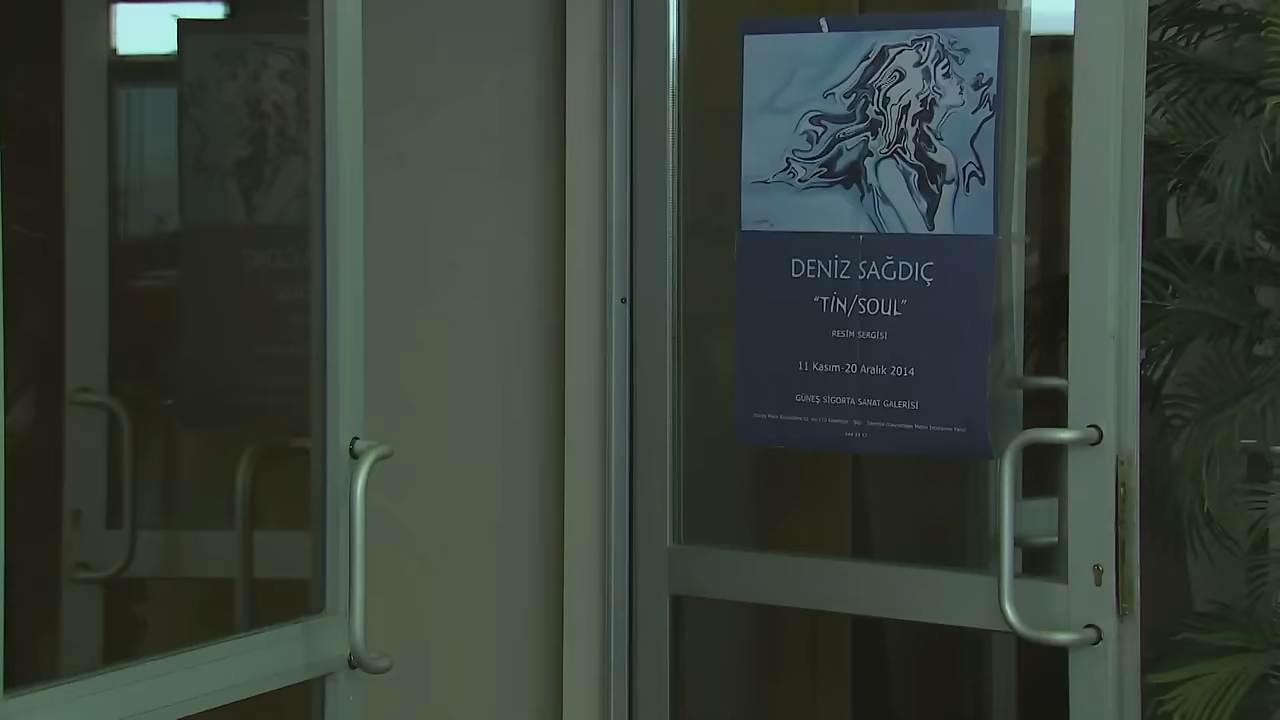 DENİZ SAĞDIÇ
“TİN/SOUL”
RESİM SERGİSİ
11 Kasım-20 Aralık 2014
GÜNEŞ SİGORTA SANAT GALERİSİ